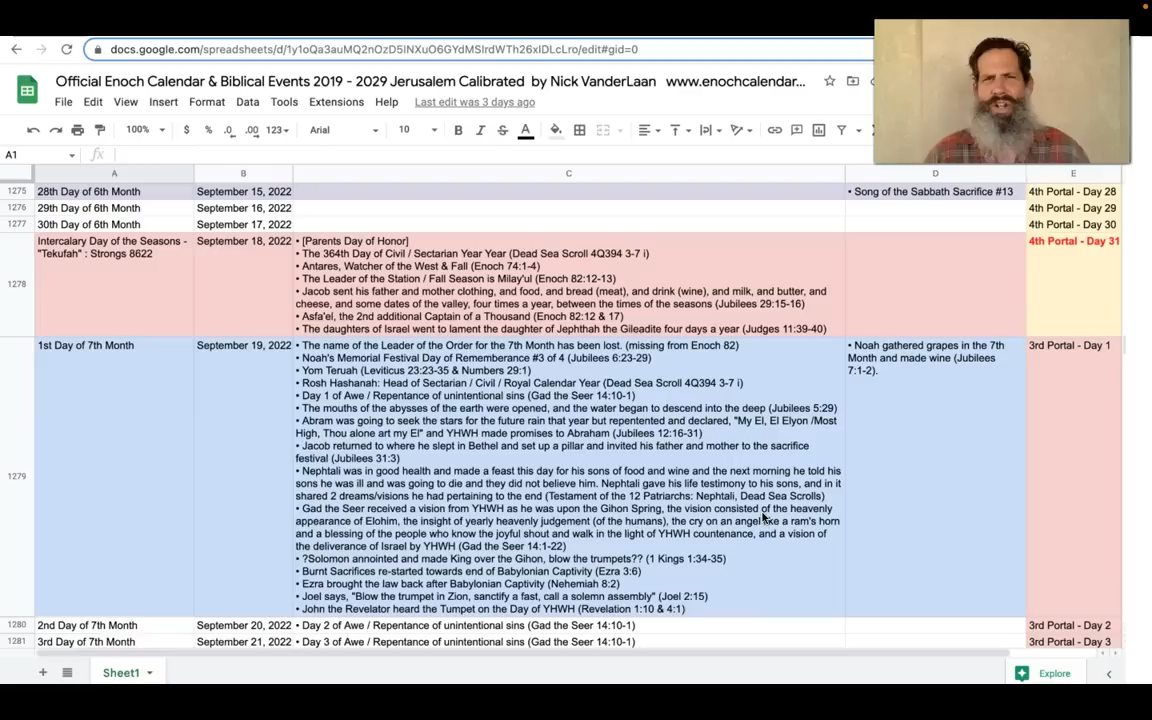 docs.google.com/spreadsheets/d/1y1oQa3auMQ2nOzD5INXuO6GYdMSIrdWTh26xIDLcLro/edit#gid=0
Official Enoch Calendar & Biblical Events 2019 - 2029 Jerusalem Calibrated by Nick VanderLaan www.enochcalendar...
File Edit View Insert Format Data Tools Extensions Help Last edit was 3 days ago
100% $ % .0 .00 123 Arial 10 B I S A
A1 fx
A B C D E
1275 28th Day of 6th Month September 15, 2022 • Song of the Sabbath Sacrifice #13 4th Portal - Day 28
1276 29th Day of 6th Month September 16, 2022 4th Portal - Day 29
1277 30th Day of 6th Month September 17, 2022 4th Portal - Day 30
Intercalary Day of the Seasons - September 18, 2022 • [Parents Day of Honor] 4th Portal - Day 31
"Tekufah" : Strongs 8622 • The 364th Day of Civil / Sectarian Year Year (Dead Sea Scroll 4Q394 3-7 i)
• Antares, Watcher of the West & Fall (Enoch 74:1-4)
• The Leader of the Station / Fall Season is Milay'ul (Enoch 82:12-13)
1278 • Jacob sent his father and mother clothing, and food, and bread (meat), and drink (wine), and milk, and butter, and
cheese, and some dates of the valley, four times a year, between the times of the seasons (Jubilees 29:15-16)
• Asfa'el, the 2nd additional Captain of a Thousand (Enoch 82:12 & 17)
• The daughters of Israel went to lament the daughter of Jephthah the Gileadite four days a year (Judges 11:39-40)
1st Day of 7th Month September 19, 2022 • The name of the Leader of the Order for the 7th Month has been lost. (missing from Enoch 82) • Noah gathered grapes in the 7th 3rd Portal - Day 1
• Noah's Memorial Festival Day of Rememberance #3 of 4 (Jubilees 6:23-29) Month and made wine (Jubilees
• Yom Teruah (Leviticus 23:23-35 & Numbers 29:1) 7:1-2).
• Rosh Hashanah: Head of Sectarian / Civil / Royal Calendar Year (Dead Sea Scroll 4Q394 3-7 i)
• Day 1 of Awe / Repentance of unintentional sins (Gad the Seer 14:10-1)
• The mouths of the abysses of the earth were opened, and the water began to descend into the deep (Jubilees 5:29)
• Abram was going to seek the stars for the future rain that year but repentented and declared, "My El, El Elyon /Most
High, Thou alone art my El" and YHWH made promises to Abraham (Jubilees 12:16-31)
• Jacob returned to where he slept in Bethel and set up a pillar and invited his father and mother to the sacrifice
festival (Jubilees 31:3)
1279 • Nephtali was in good health and made a feast this day for his sons of food and wine and the next morning he told his
sons he was ill and was going to die and they did not believe him. Nephtali gave his life testimony to his sons, and in it
shared 2 dreams/visions he had pertaining to the end (Testament of the 12 Patriarchs: Nephtali, Dead Sea Scrolls)
• Gad the Seer received a vision from YHWH as he was upon the Gihon Spring, the vision consisted of the heavenly
appearance of Elohim, the insight of yearly heavenly judgement (of the humans), the cry on an angel like a ram's horn
and a blessing of the people who know the joyful shout and walk in the light of YHWH countenance, and a vision of
the deliverance of Israel by YHWH (Gad the Seer 14:1-22)
• ?Solomon annointed and made King over the Gihon, blow the trumpets?? (1 Kings 1:34-35)
• Burnt Sacrifices re-started towards end of Babylonian Captivity (Ezra 3:6)
• Ezra brought the law back after Babylonian Captivity (Nehemiah 8:2)
• Joel says, "Blow the trumpet in Zion, sanctify a fast, call a solemn assembly" (Joel 2:15)
• John the Revelator heard the Tumpet on the Day of YHWH (Revelation 1:10 & 4:1)
1280 2nd Day of 7th Month September 20, 2022 • Day 2 of Awe / Repentance of unintentional sins (Gad the Seer 14:10-1) 3rd Portal - Day 2
1281 3rd Day of 7th Month September 21, 2022 • Day 3 of Awe / Repentance of unintentional sins (Gad the Seer 14:10-1) 3rd Portal - Day 3
Sheet1 Explore